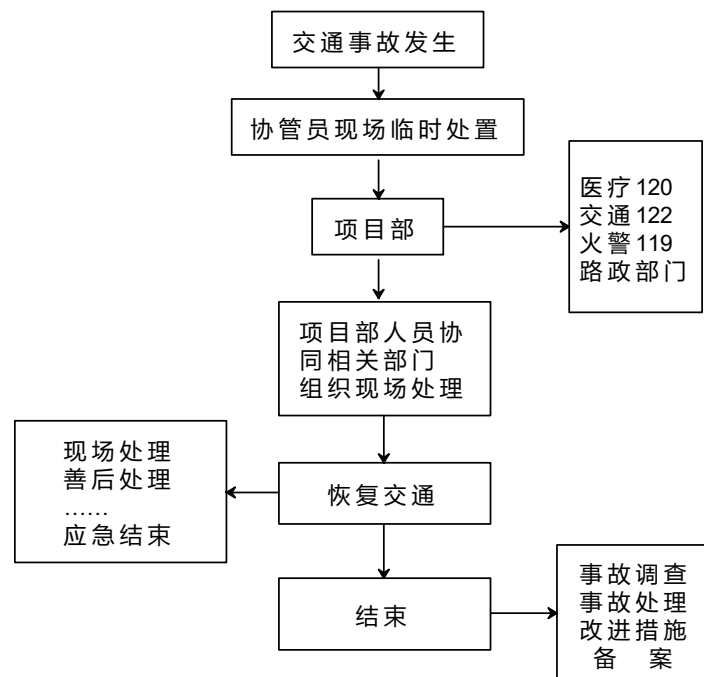 交通事故发生
协管员现场临时处置
医疗120
交通122
火警119
路政部门
项目部
项目部人员协
同相关部门
组织现场处理
现场处理
善后处理
……
应急结束
恢复交通
事故调查
事故处理
改进措施
备 案
结束